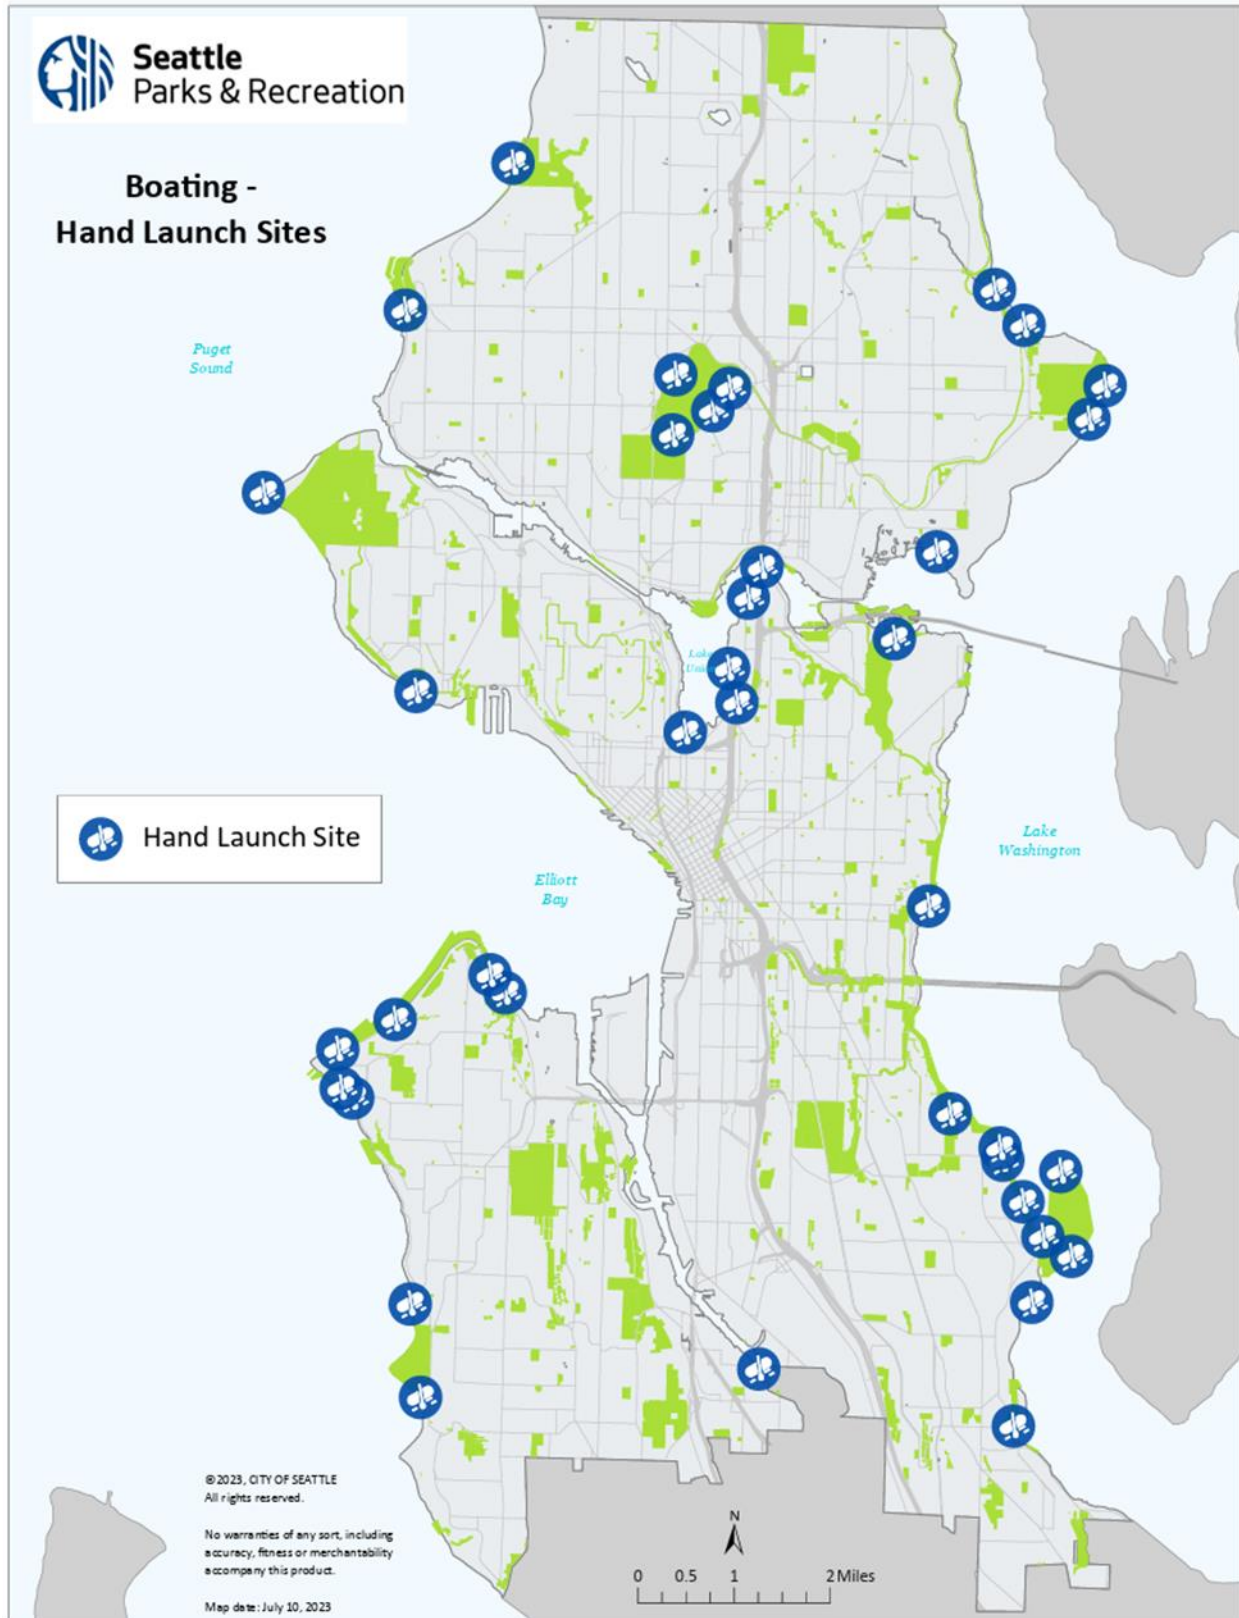 Seattle
Parks & Recreation
Boating -
Hand Launch Sites
Puget
Sound
Lake
Hand Launch Site
Lake
Washington
Elliott
Bay
©2023, CITY OF SEATTLE
All rights reserved.
No warranties of any sort, including
accuracy, fitness or merchantability
accompany this product.
Map date: July 10, 2023
N
0 0.5 1 2 Miles